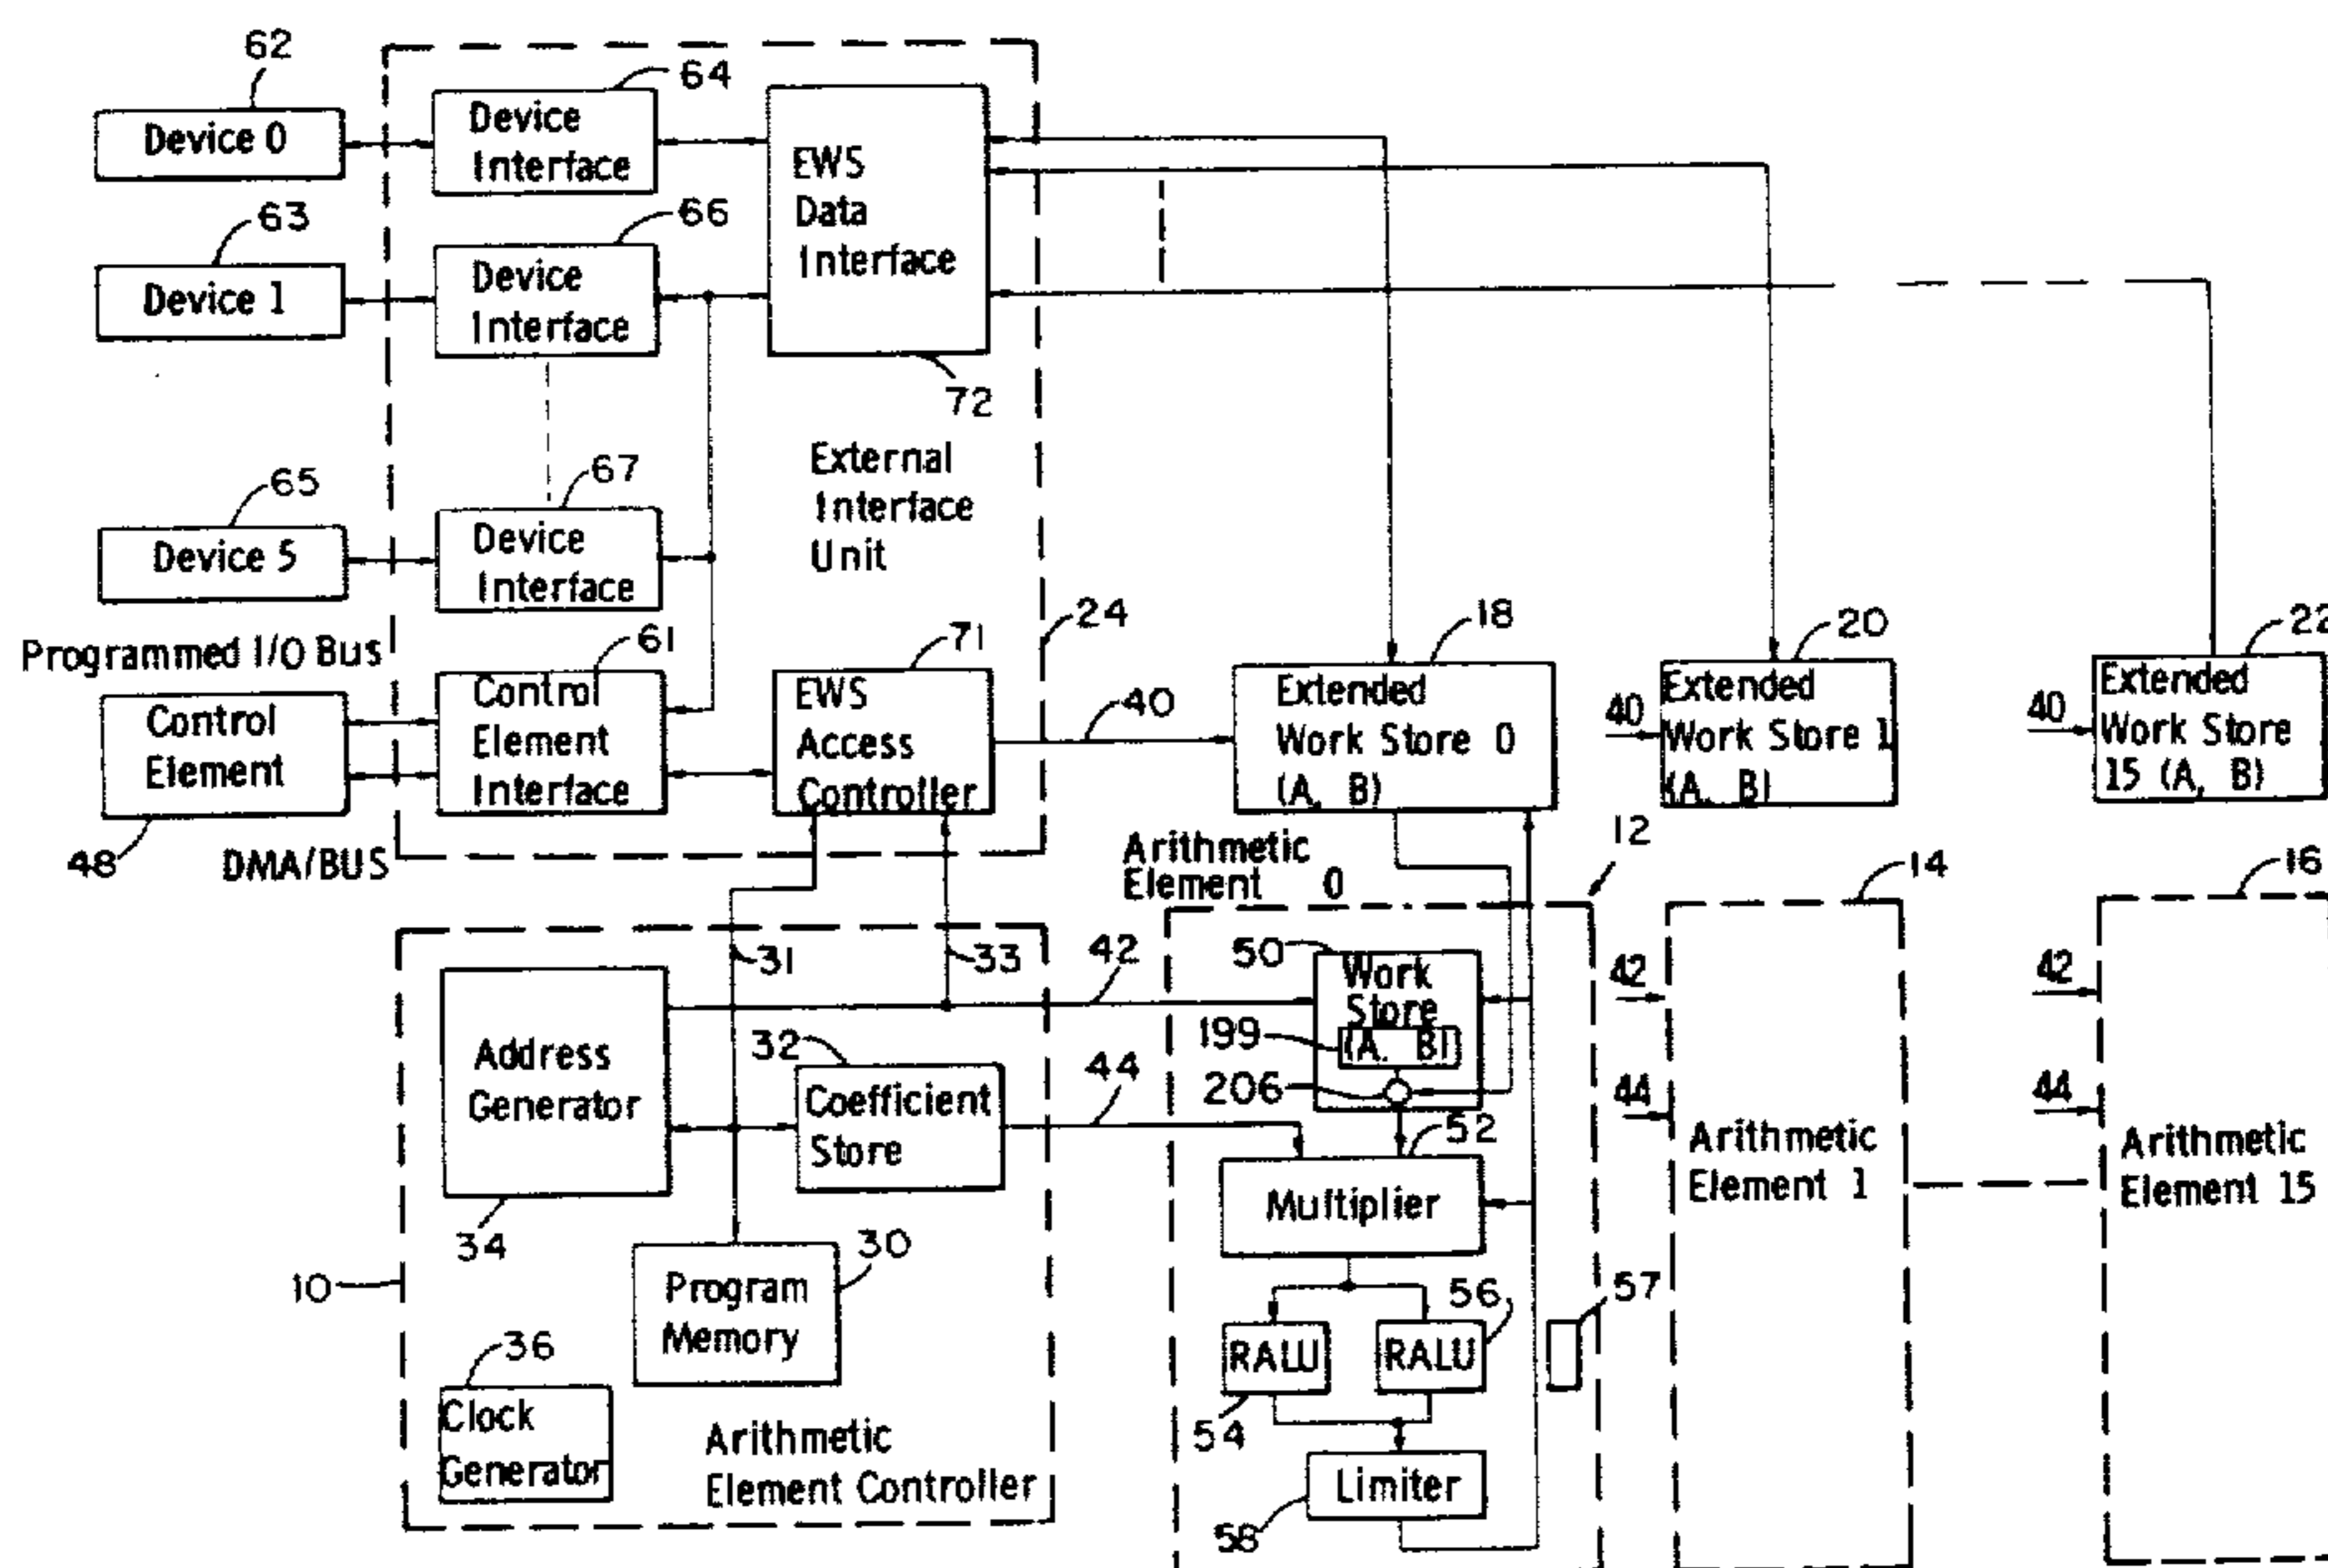 62
64
Device 0
Device
Interface
EWS
Data
Interface
63
66
Device 1
Device
Interface
72
External
Interface
Unit
65
67
Device 5
Device
Interface
24
18
20
22
Programmed I/O Bus
61
71
Control
Element
Control
Element
Interface
EWS
Access
Controller
40
Extended
Work Store 0
(A, B)
40
Extended
Work Store 1
(A, B)
40
Extended
Work Store
15 (A, B)
48
DMA/BUS
Arithmetic
Element 0
12
14
16
31
33
42
50
Work
Store
(A, B)
42
42
Address
Generator
32
Coefficient
Store
44
199
206
44
44
52
Multiplier
Arithmetic
Element 1
Arithmetic
Element 15
34
30
Program
Memory
10
56
57
RALU
RALU
36
Clock
Generator
54
Arithmetic
Element Controller
Limiter
58